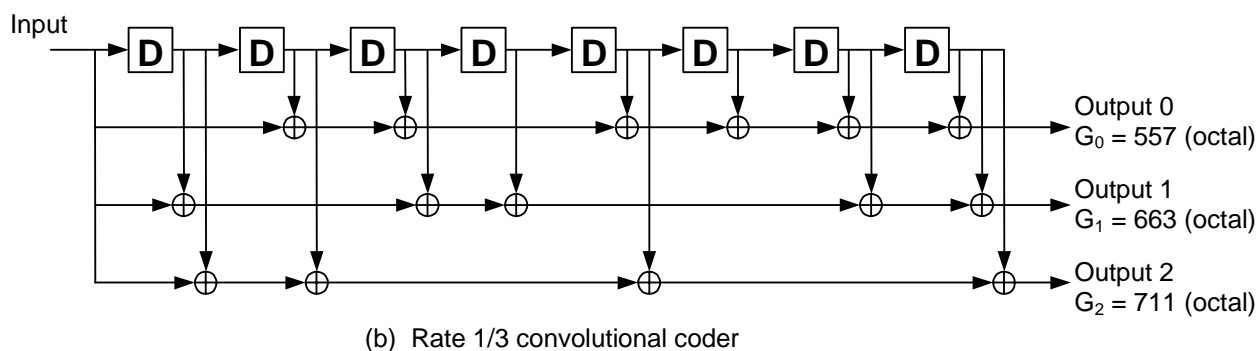 Input
D D D D D D D D
Output 0
G₀ = 557 (octal)
Output 1
G₁ = 663 (octal)
Output 2
G₂ = 711 (octal)
(b) Rate 1/3 convolutional coder